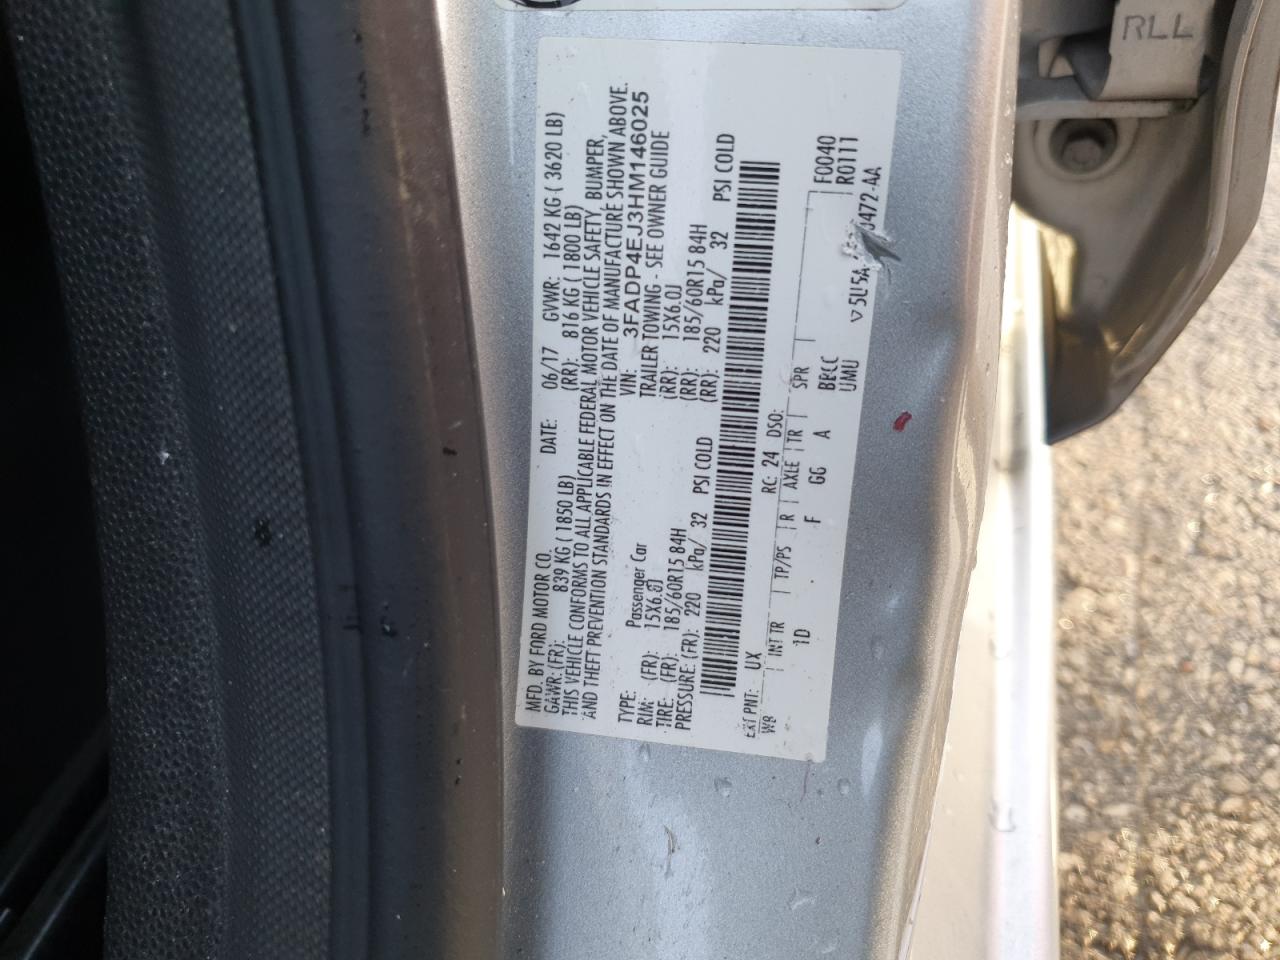 MFD. BY FORD MOTOR CO.
DATE: 06/17 GVWR: 1642 KG ( 3620 LB)
GAWR:(FR): 839 KG ( 1850 LB) (RR): 816 KG ( 1800 LB)
THIS VEHICLE CONFORMS TO ALL APPLICABLE FEDERAL MOTOR VEHICLE SAFETY, BUMPER,
AND THEFT PREVENTION STANDARDS IN EFFECT ON THE DATE OF MANUFACTURE SHOWN ABOVE.
VIN: 3FADP4EJ3HM146025
TYPE: Passenger Car TRAILER TOWING - SEE OWNER GUIDE
RIM: (FR): 15X6.0J (RR): 15X6.0J
TIRE: (FR): 185/60R15 84H (RR): 185/60R15 84H
PRESSURE: (FR): 220 kPa/ 32 PSI COLD (RR): 220 kPa/ 32 PSI COLD
EXT PNT: UX RC: 24 DSO:
W8 INT TR TP/PS R AXLE TR SPR F0040
1D F GG A BBCC R0111
UMU
RLL